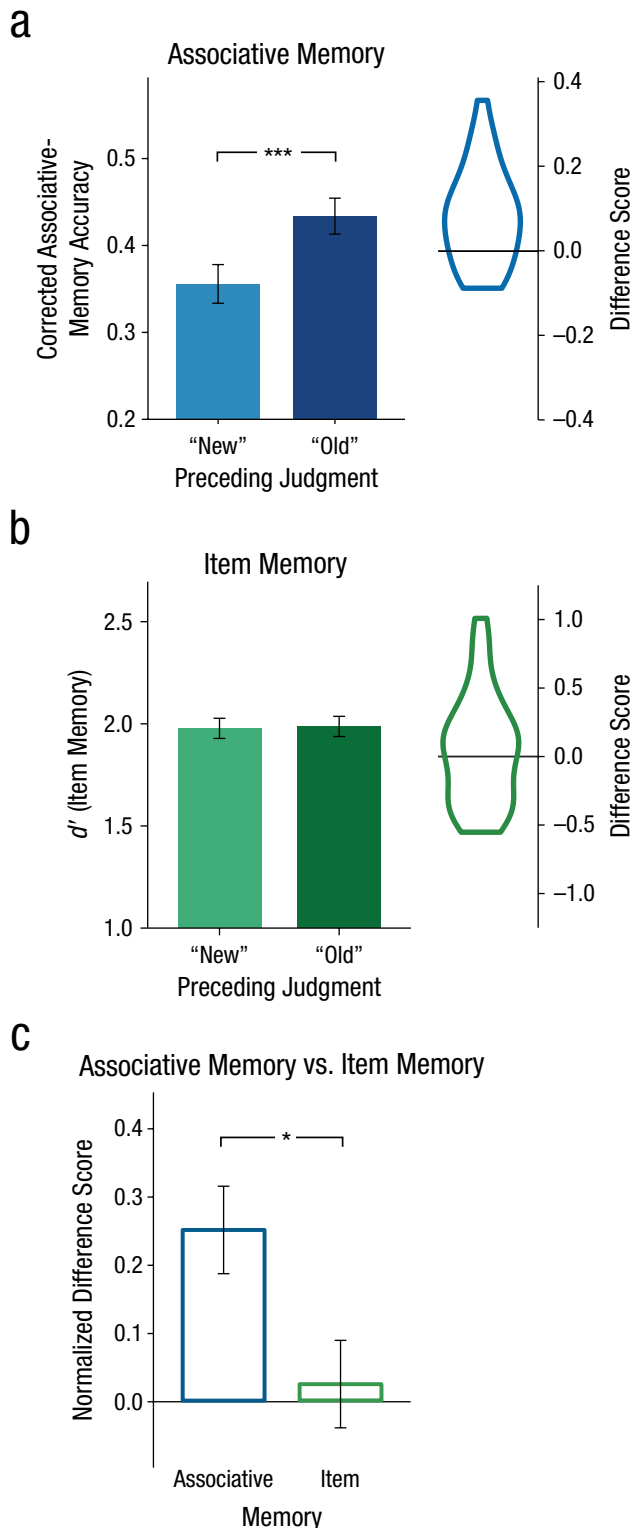 a
Associative Memory
Corrected Associative-
Memory Accuracy
0.5
0.4
0.3
0.2
***
"New"
"Old"
Preceding Judgment
0.4
0.2
0.0
–0.2
–0.4
Difference Score
b
Item Memory
d′ (Item Memory)
2.5
2.0
1.5
1.0
"New"
"Old"
Preceding Judgment
1.0
0.5
0.0
–0.5
–1.0
Difference Score
c
Associative Memory vs. Item Memory
Normalized Difference Score
0.4
0.3
0.2
0.1
0.0
*
Associative
Item
Memory